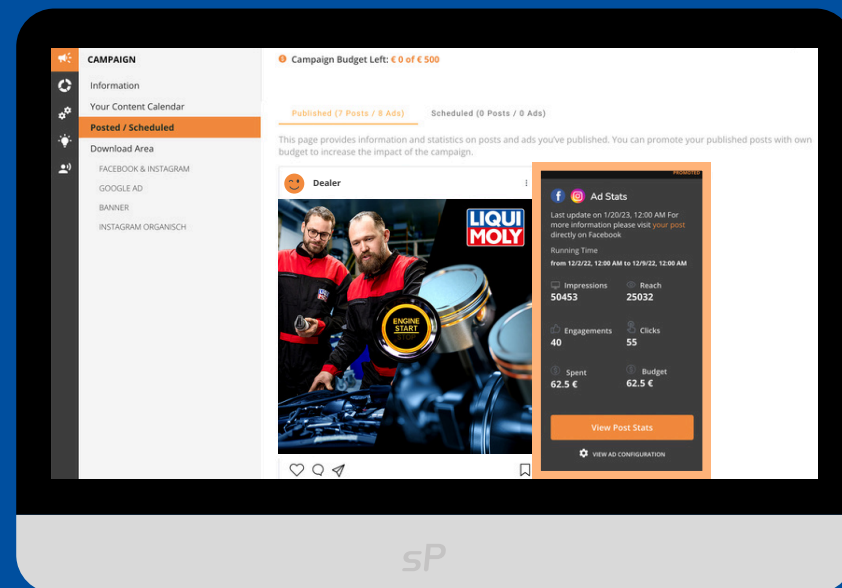 CAMPAIGN
Information
Your Content Calendar
Posted / Scheduled
Download Area
FACEBOOK & INSTAGRAM
GOOGLE AD
BANNER
INSTAGRAM ORGANISCH
Campaign Budget Left: € 0 of € 500
Published (7 Posts / 8 Ads) Scheduled (0 Posts / 0 Ads)
This page provides information and statistics on posts and ads you've published. You can promote your published posts with own
budget to increase the impact of the campaign.
Dealer
LIQUI
MOLY
ENGINE
START
STOP
PROMOTED
Ad Stats
Last update on 1/20/23, 12:00 AM For
more information please visit your post
directly on Facebook
Running Time
from 12/2/22, 12:00 AM to 12/9/22, 12:00 AM
Impressions Reach
50453 25032
Engagements Clicks
40 55
Spent Budget
62.5 € 62.5 €
View Post Stats
VIEW AD CONFIGURATION
sP